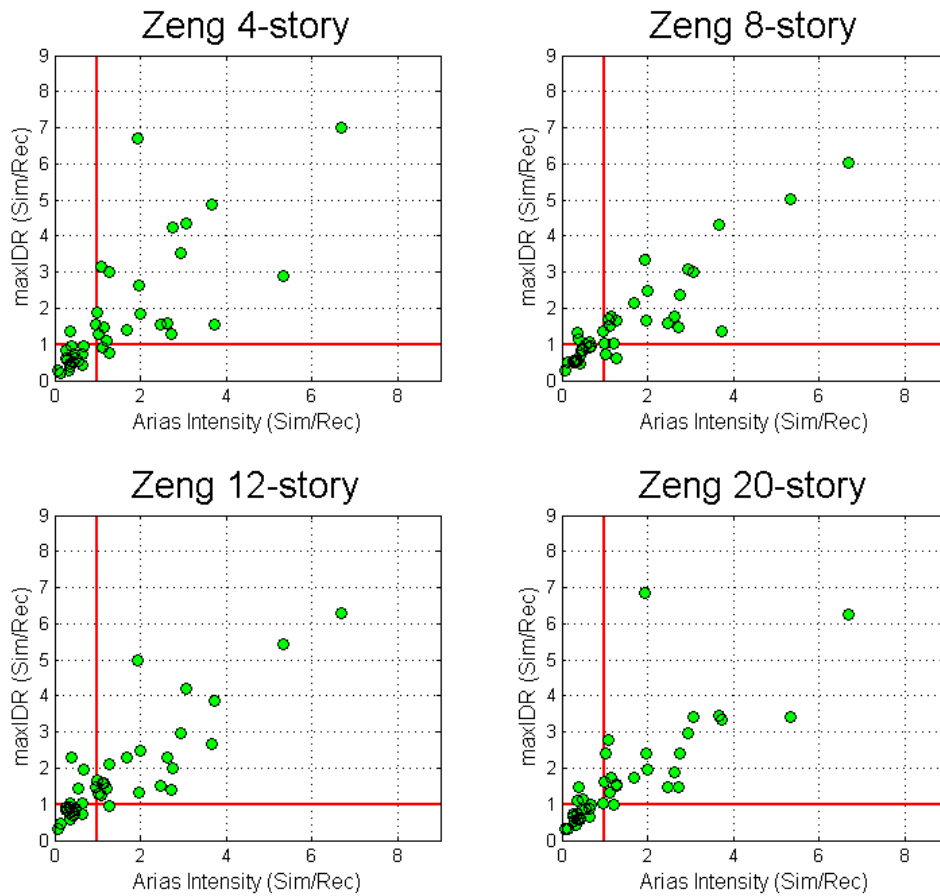 Zeng 4-story
9
8
7
6
5
4
3
2
1
0
maxIDR (Sim/Rec)
0 2 4 6 8
Arias Intensity (Sim/Rec)
Zeng 8-story
9
8
7
6
5
4
3
2
1
0
maxIDR (Sim/Rec)
0 2 4 6 8
Arias Intensity (Sim/Rec)
Zeng 12-story
9
8
7
6
5
4
3
2
1
0
maxIDR (Sim/Rec)
0 2 4 6 8
Arias Intensity (Sim/Rec)
Zeng 20-story
9
8
7
6
5
4
3
2
1
0
maxIDR (Sim/Rec)
0 2 4 6 8
Arias Intensity (Sim/Rec)